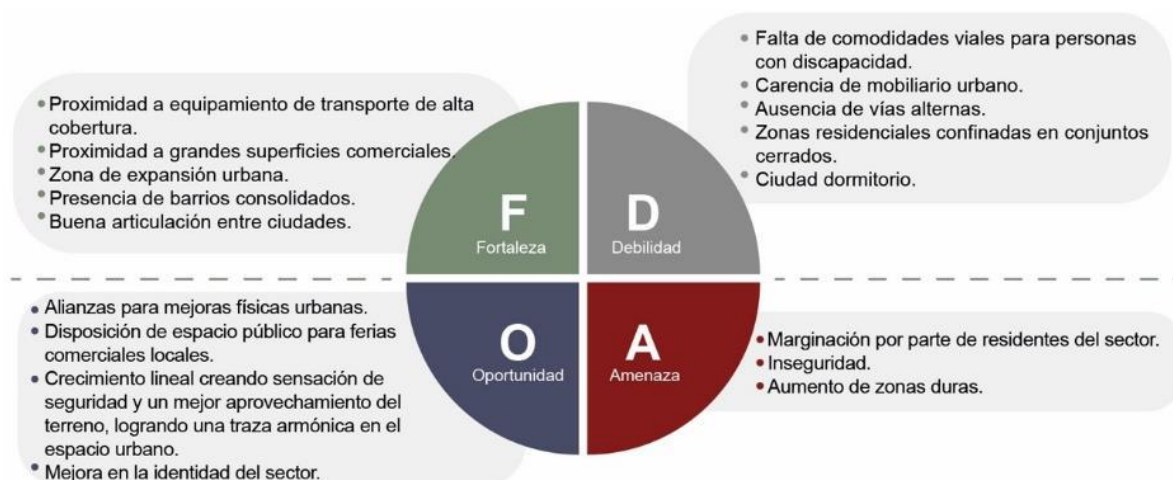 Proximidad a equipamiento de transporte de alta
cobertura.
Proximidad a grandes superficies comerciales.
Zona de expansión urbana.
Presencia de barrios consolidados.
Buena articulación entre ciudades.
F
Fortaleza
D
Debilidad
Falta de comodidades viales para personas
con discapacidad.
Carencia de mobiliario urbano.
Ausencia de vías alternas.
Zonas residenciales confinadas en conjuntos
cerrados.
Ciudad dormitorio.
Alianzas para mejoras físicas urbanas.
Disposición de espacio público para ferias
comerciales locales.
Crecimiento lineal creando sensación de
seguridad y un mejor aprovechamiento del
terreno, logrando una traza armónica en el
espacio urbano.
Mejora en la identidad del sector.
O
Oportunidad
A
Amenaza
Marginación por parte de residentes del sector.
Inseguridad.
Aumento de zonas duras.